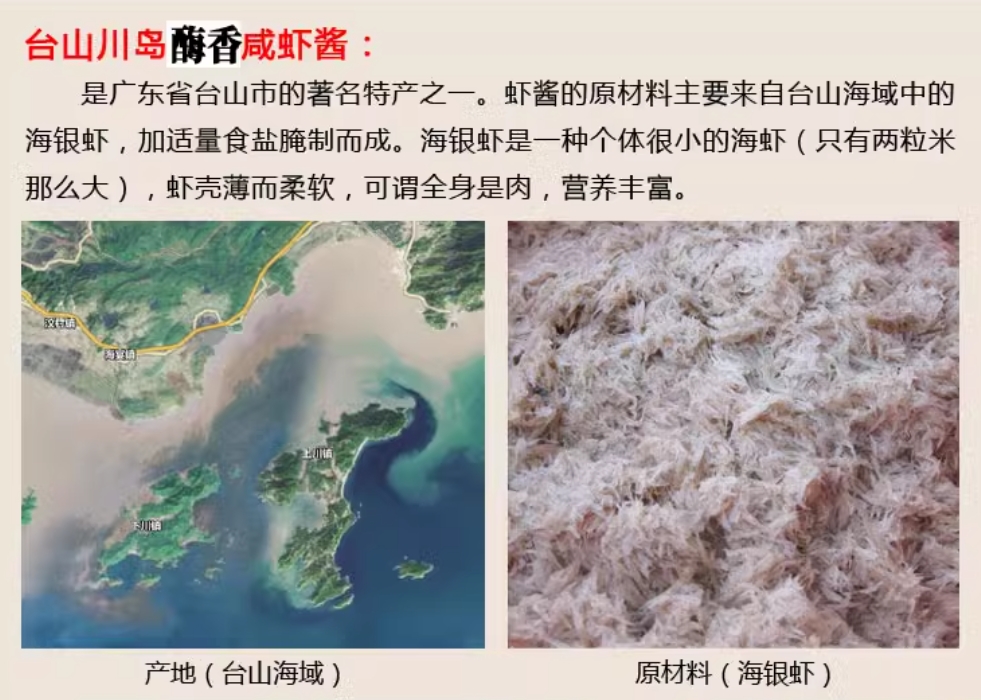 台山川岛酶香咸虾酱：
是广东省台山市的著名特产之一。虾酱的原材料主要来自台山海域中的
海银虾，加适量食盐腌制而成。海银虾是一种个体很小的海虾（只有两粒米
那么大），虾壳薄而柔软，可谓全身是肉，营养丰富。
汶村镇
海宴镇
上川镇
下川镇
产地（台山海域）
原材料（海银虾）